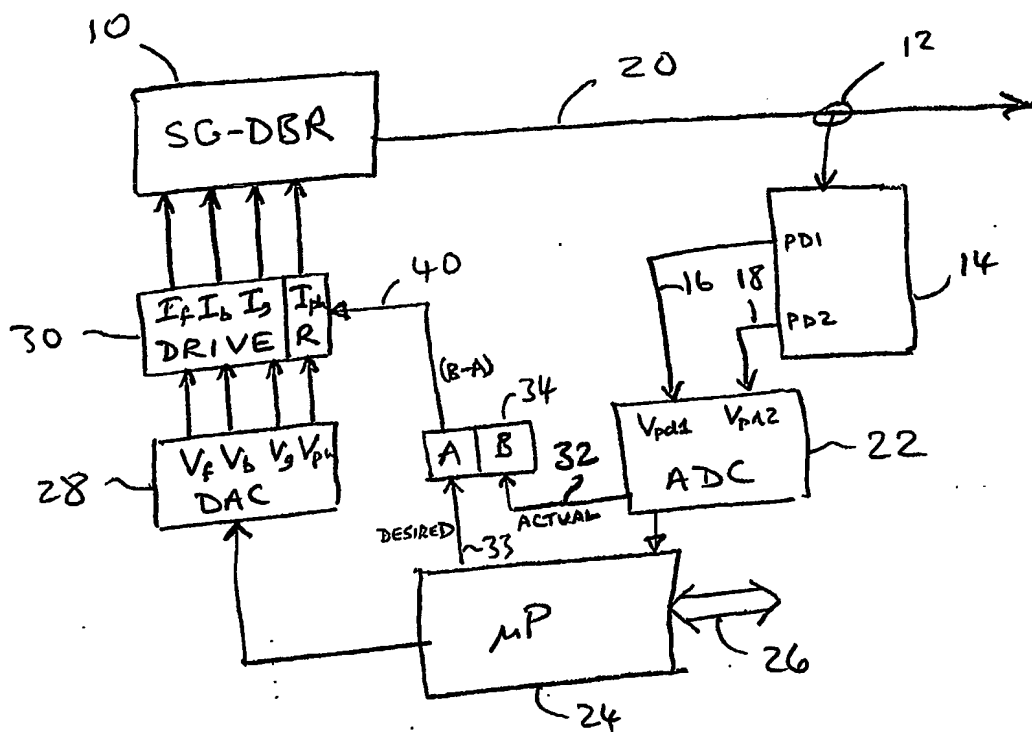 10
20
12
SG-DBR
PD1
16
18
14
PD2
40
If Ib Ig Iph
30
DRIVE R
(B-A)
34
Vpd1 Vpd2
A B
22
Vf Vb Vg Vph
32
ADC
28
DAC
ACTUAL
DESIRED
33
µP
26
24